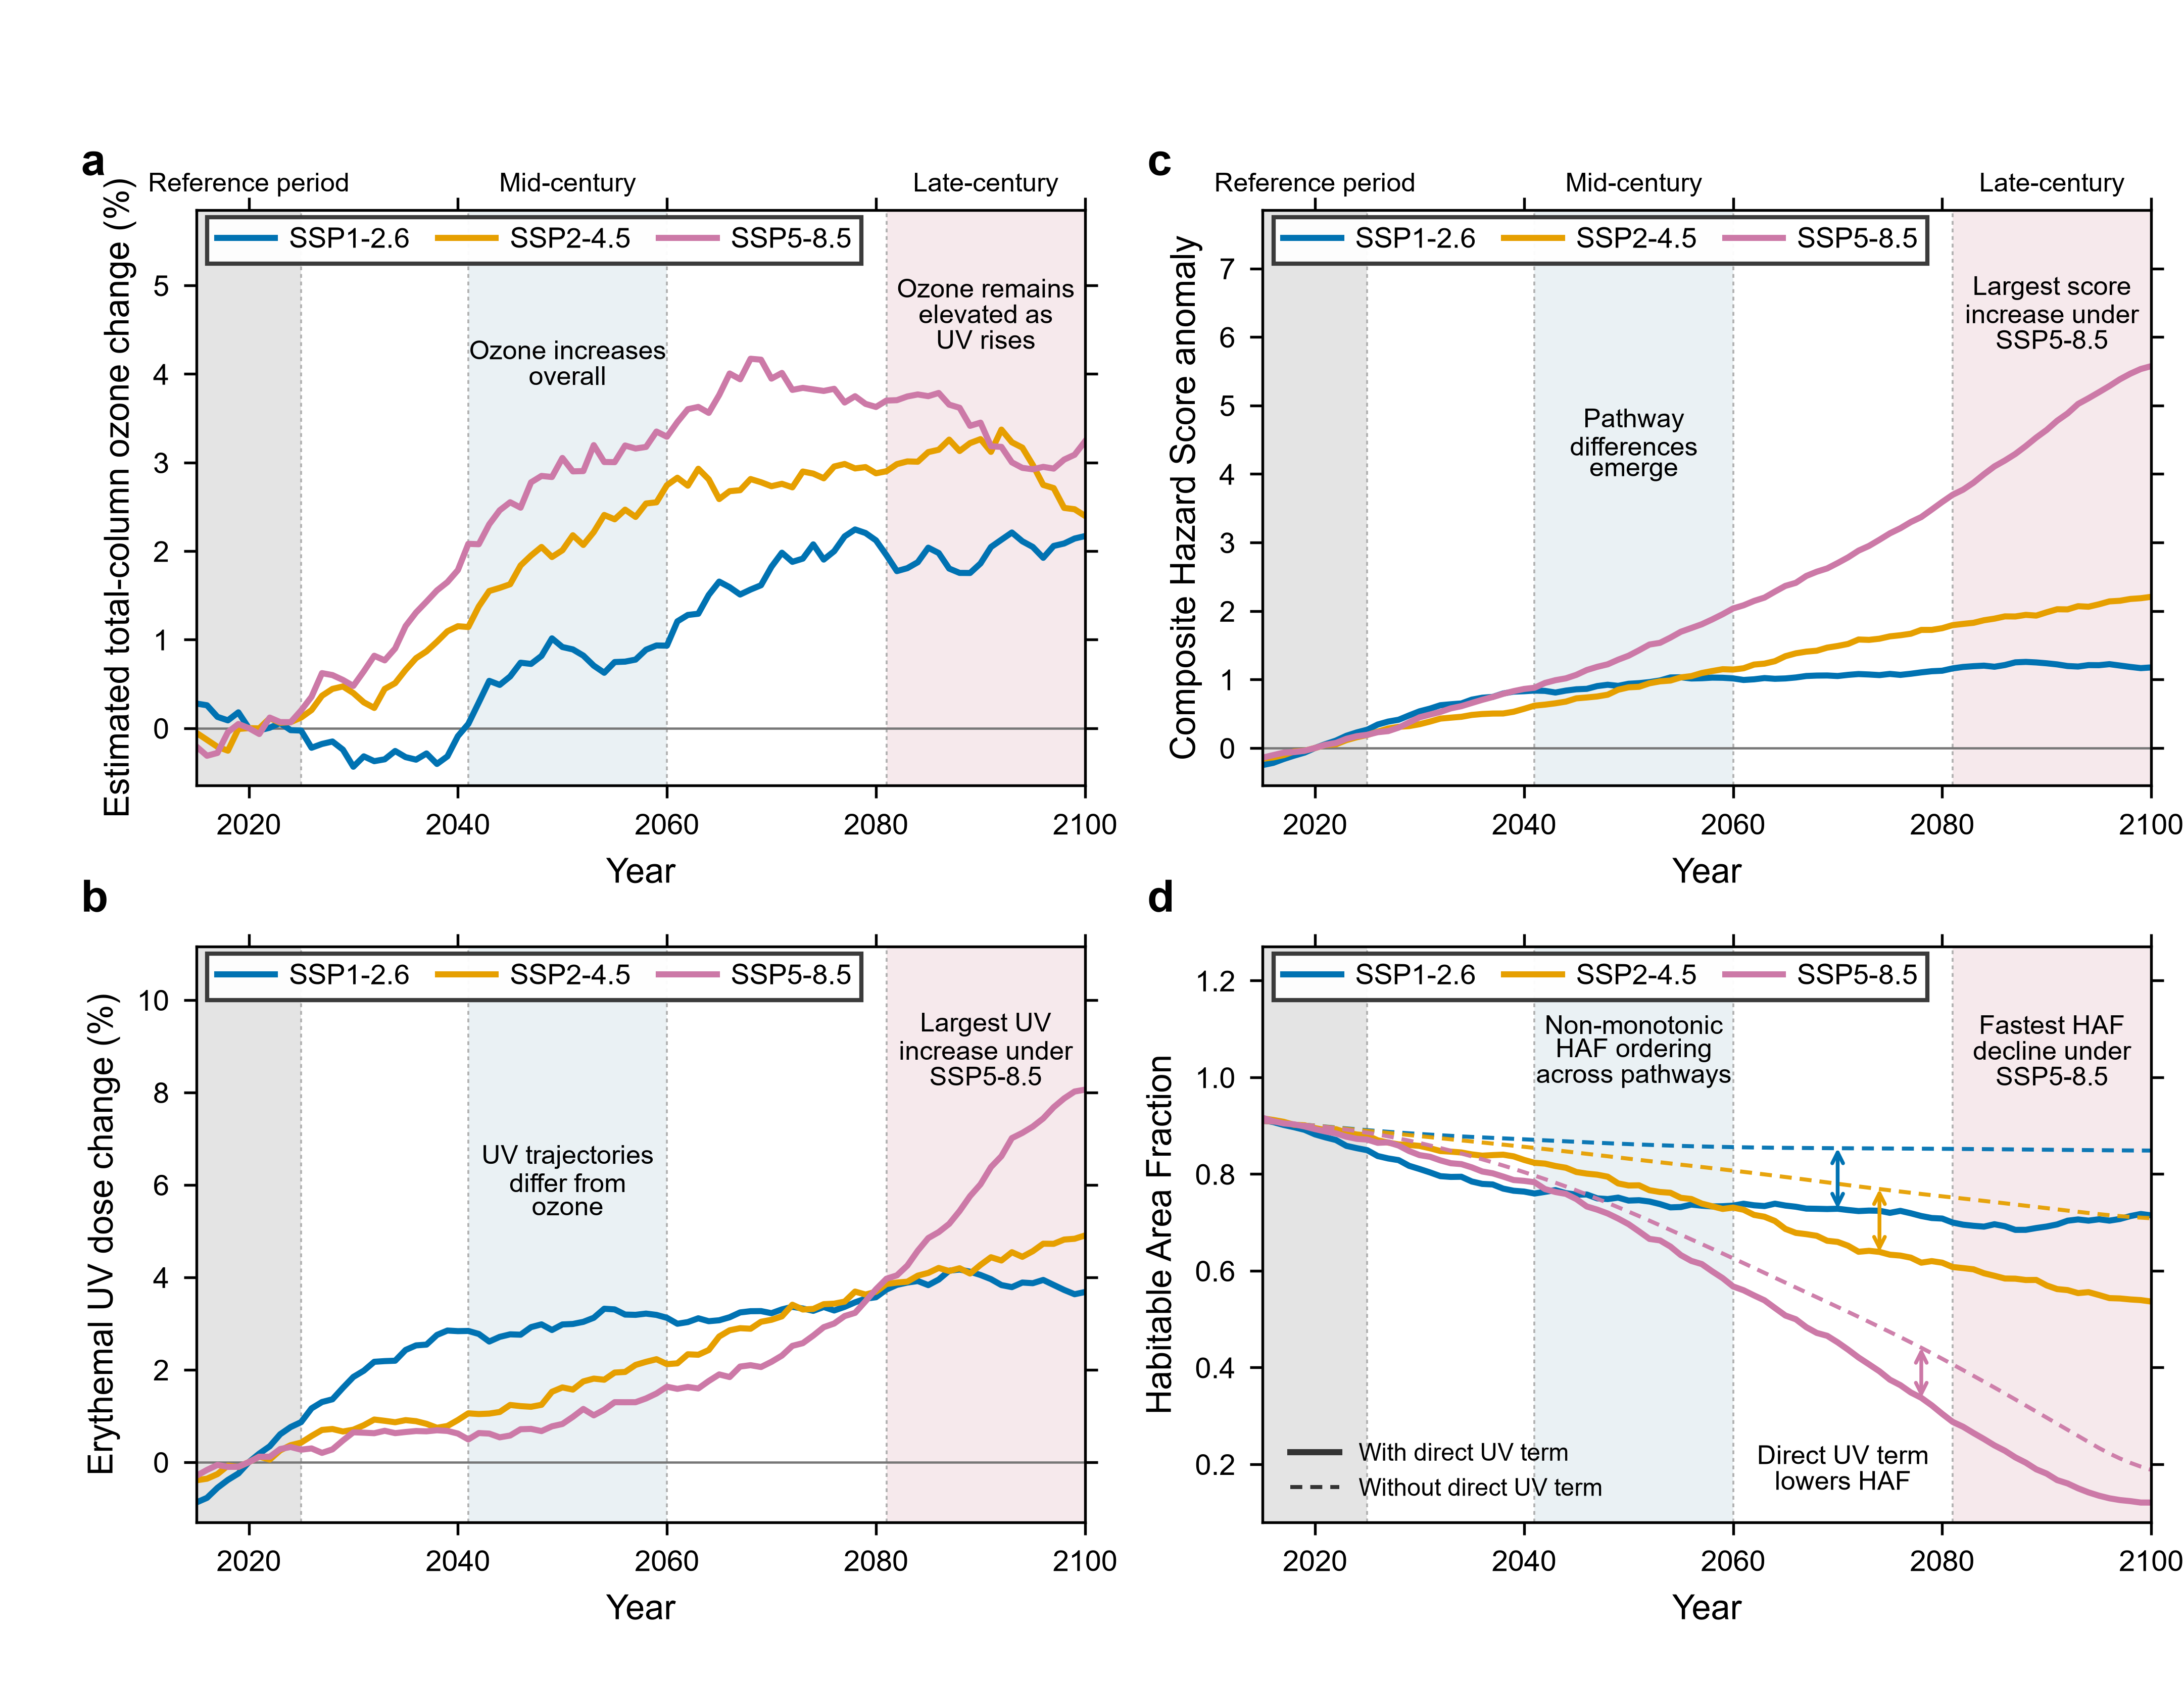 a
Reference period
Mid-century
Late-century
SSP1-2.6
SSP2-4.5
SSP5-8.5
Estimated total-column ozone change (%)
5
4
3
2
1
0
Ozone increases
overall
Ozone remains
elevated as
UV rises
2020
2040
2060
2080
2100
Year
b
SSP1-2.6
SSP2-4.5
SSP5-8.5
Erythemal UV dose change (%)
10
8
6
4
2
0
UV trajectories
differ from
ozone
Largest UV
increase under
SSP5-8.5
2020
2040
2060
2080
2100
Year
c
Reference period
Mid-century
Late-century
SSP1-2.6
SSP2-4.5
SSP5-8.5
Composite Hazard Score anomaly
7
6
5
4
3
2
1
0
Pathway
differences
emerge
Largest score
increase under
SSP5-8.5
2020
2040
2060
2080
2100
Year
d
SSP1-2.6
SSP2-4.5
SSP5-8.5
Habitable Area Fraction
1.2
1.0
0.8
0.6
0.4
0.2
Non-monotonic
HAF ordering
across pathways
Fastest HAF
decline under
SSP5-8.5
With direct UV term
Without direct UV term
Direct UV term
lowers HAF
2020
2040
2060
2080
2100
Year